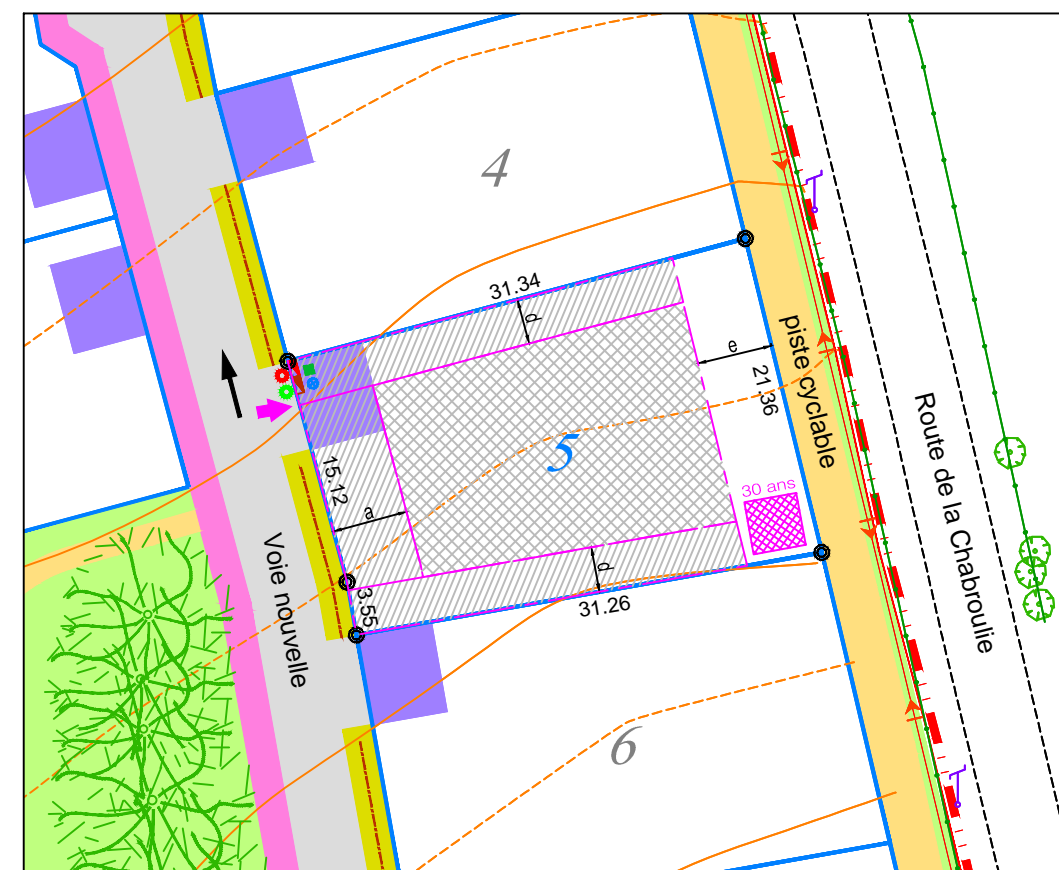 4
31.34
d
e
21.36
piste cyclable
Route de la Chabroulie
5
15.12
a
30 ans
d
Voie nouvelle
3.55
31.26
6